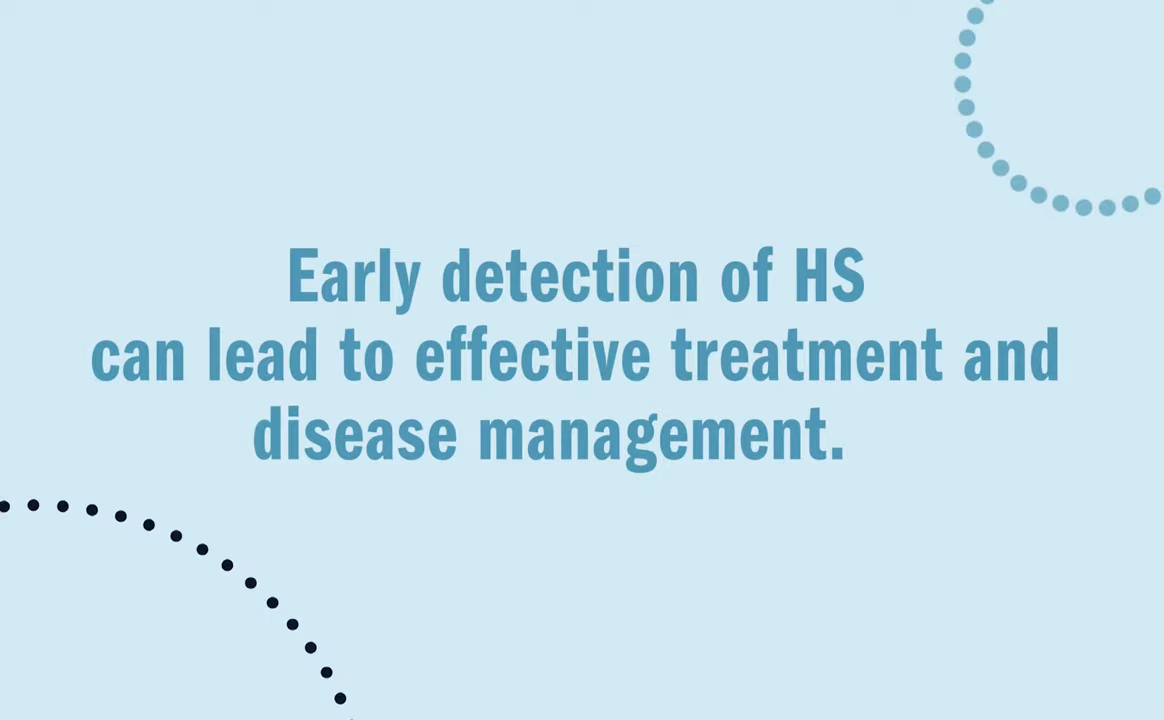 Early detection of HS
can lead to effective treatment and
disease management.